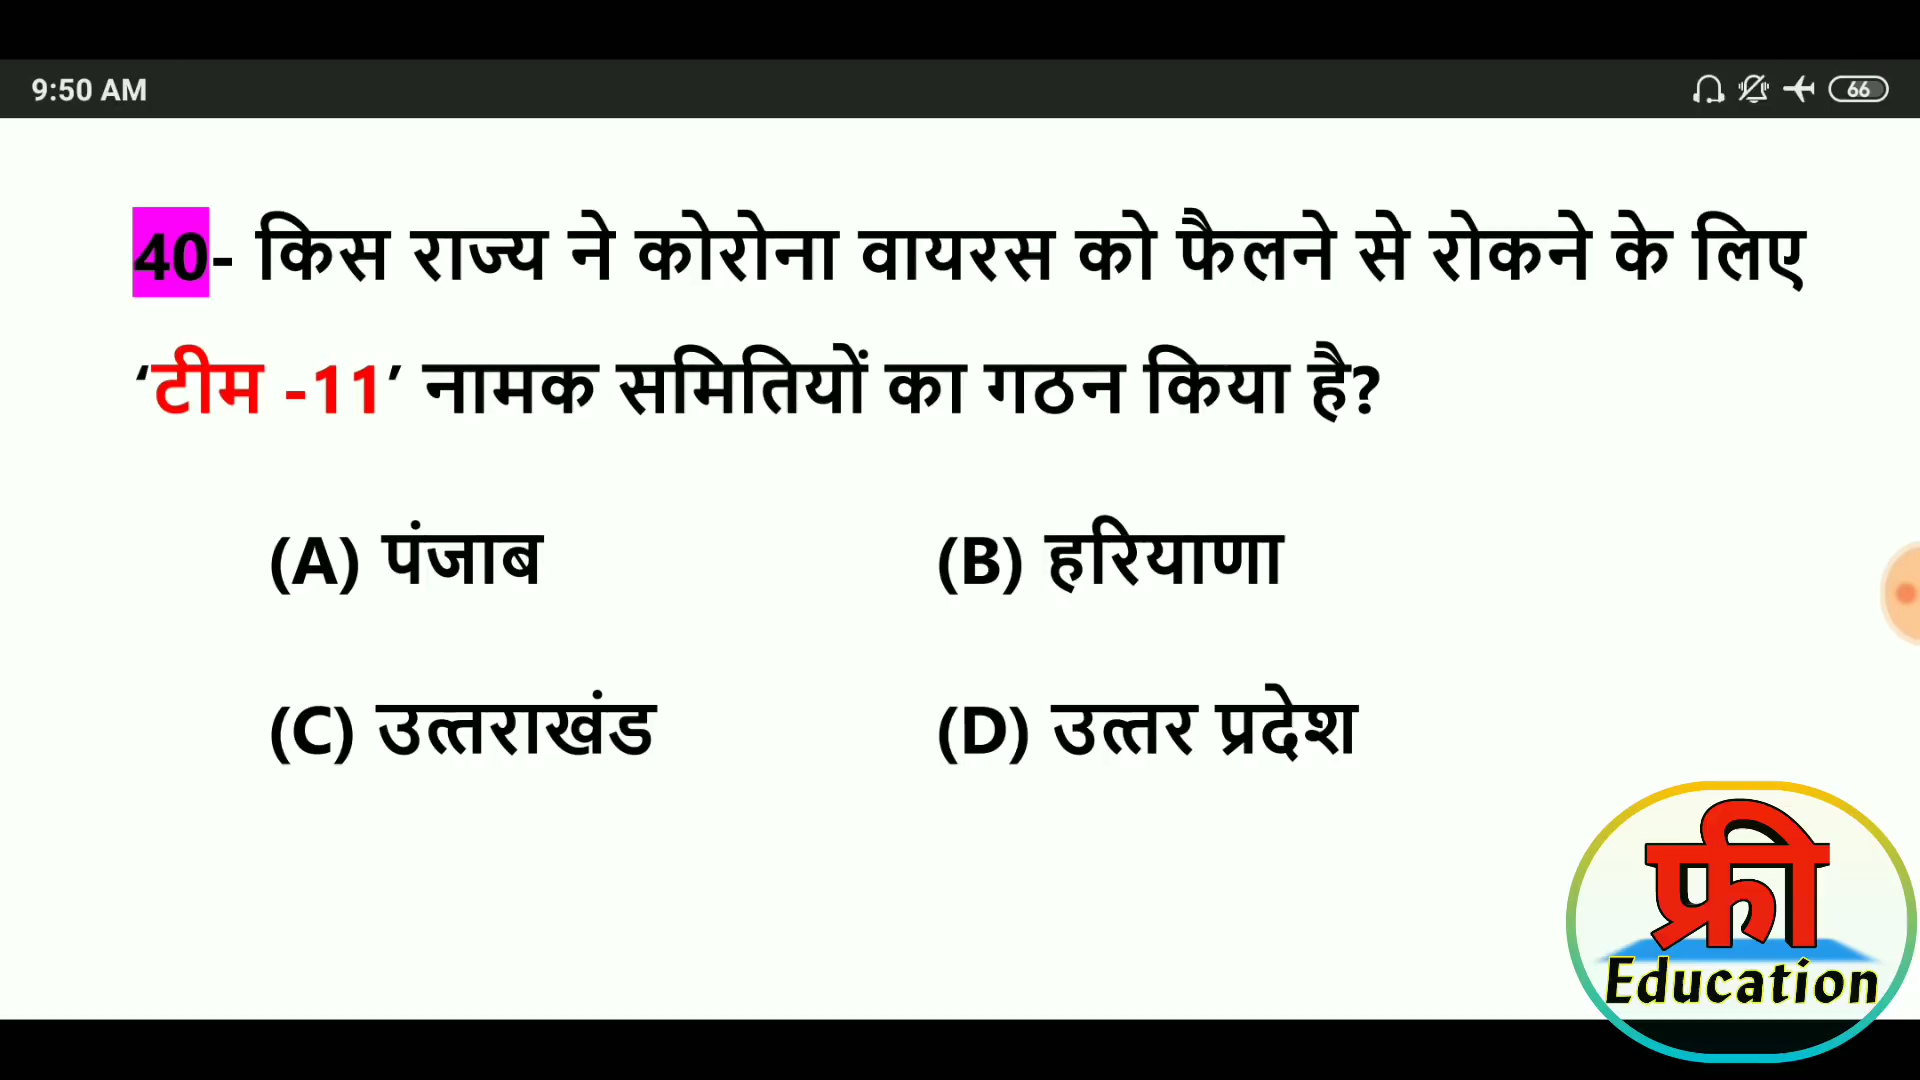 9:50 AM
66
40- किस राज्य ने कोरोना वायरस को फैलने से रोकने के लिए
‘टीम -11’ नामक समितियों का गठन किया है?
(A) पंजाब (B) हरियाणा
(C) उत्तराखंड (D) उत्तर प्रदेश
फ्री
Education